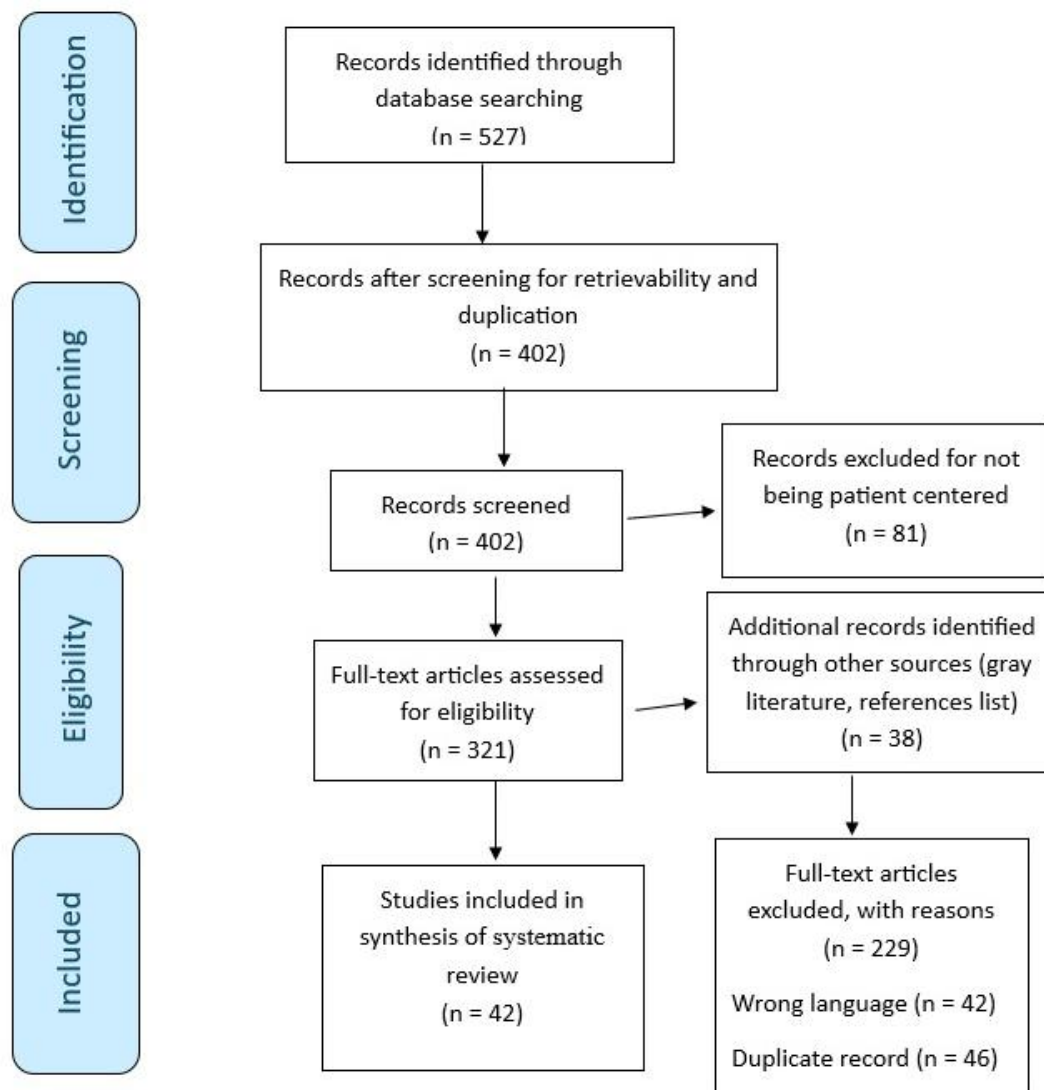 Identification
Records identified through
database searching
(n = 527)
Records after screening for retrievability and
duplication
(n = 402)
Screening
Records screened
(n = 402)
Records excluded for not
being patient centered
(n = 81)
Eligibility
Full-text articles assessed
for eligibility
(n = 321)
Additional records identified
through other sources (gray
literature, references list)
(n = 38)
Included
Studies included in
synthesis of systematic
review
(n = 42)
Full-text articles
excluded, with reasons
(n = 229)
Wrong language (n = 42)
Duplicate record (n = 46)